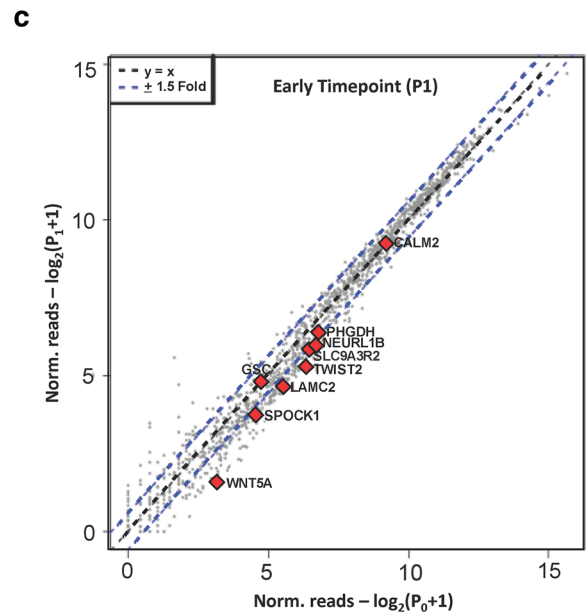 c
y = x
± 1.5 Fold
Early Timepoint (P1)
15
10
5
0
Norm. reads – log₂(P₁+1)
CALM2
PHGDH
NEURL1B
SLC9A3R2
GSC
TWIST2
LAMC2
SPOCK1
WNT5A
0 5 10 15
Norm. reads – log₂(P₀+1)